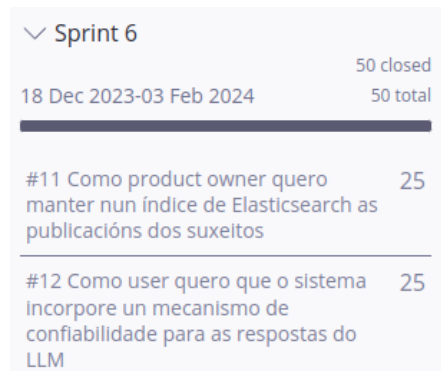 Sprint 6
50 closed
18 Dec 2023-03 Feb 2024
50 total
#11 Como product owner quero
25
manter nun índice de Elasticsearch as
publicacións dos suxeitos
#12 Como user quero que o sistema
25
incorpore un mecanismo de
confiabilidade para as respostas do
LLM